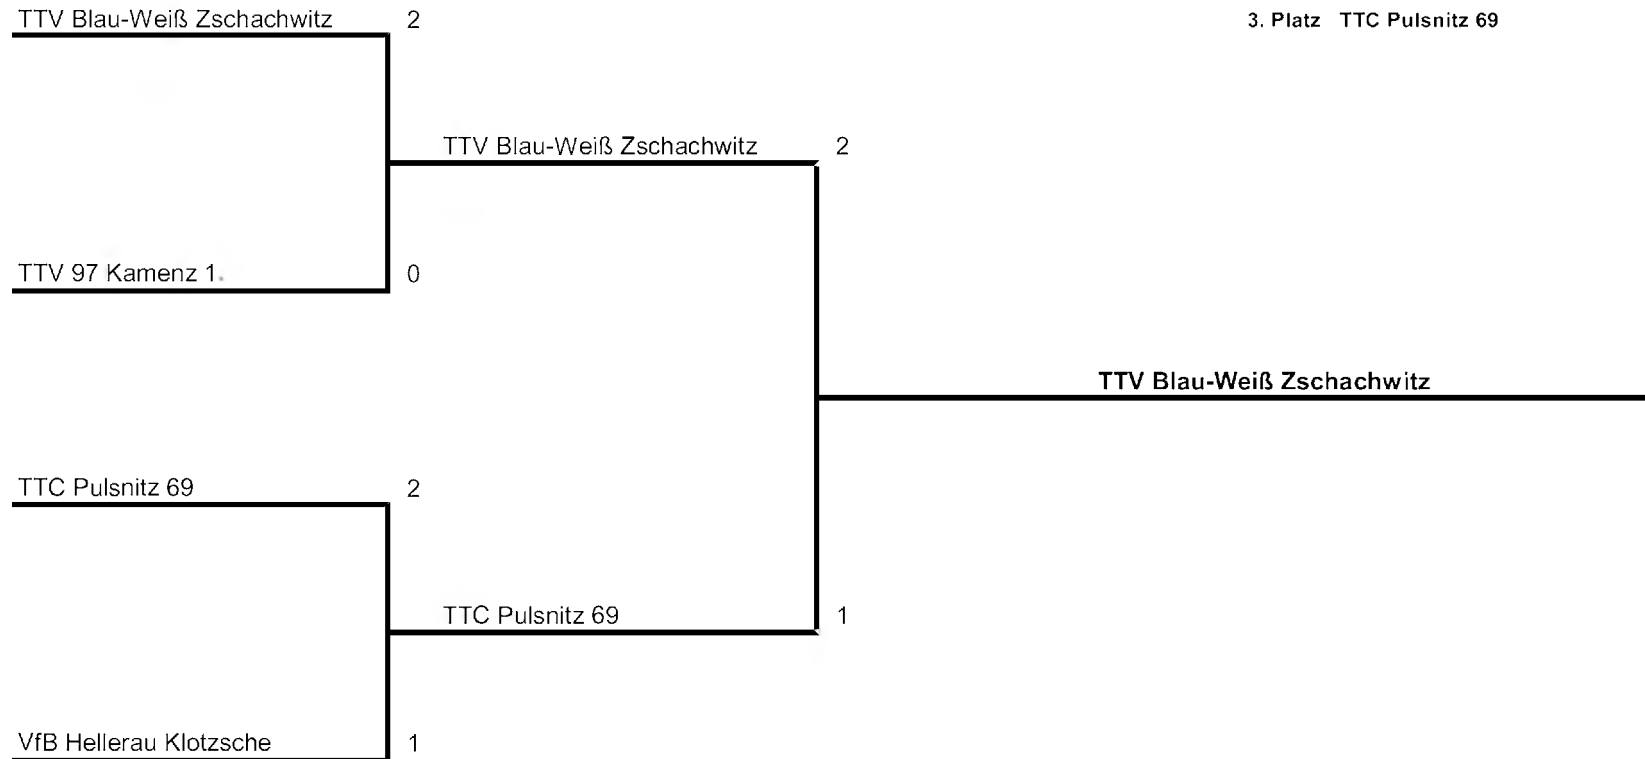 TTV Blau-Weiß Zschachwitz 2
3. Platz TTC Pulsnitz 69
TTV Blau-Weiß Zschachwitz 2
TTV 97 Kamenz 1. 0
TTV Blau-Weiß Zschachwitz
TTC Pulsnitz 69 2
TTC Pulsnitz 69 1
VfB Hellerau Klotzsche 1